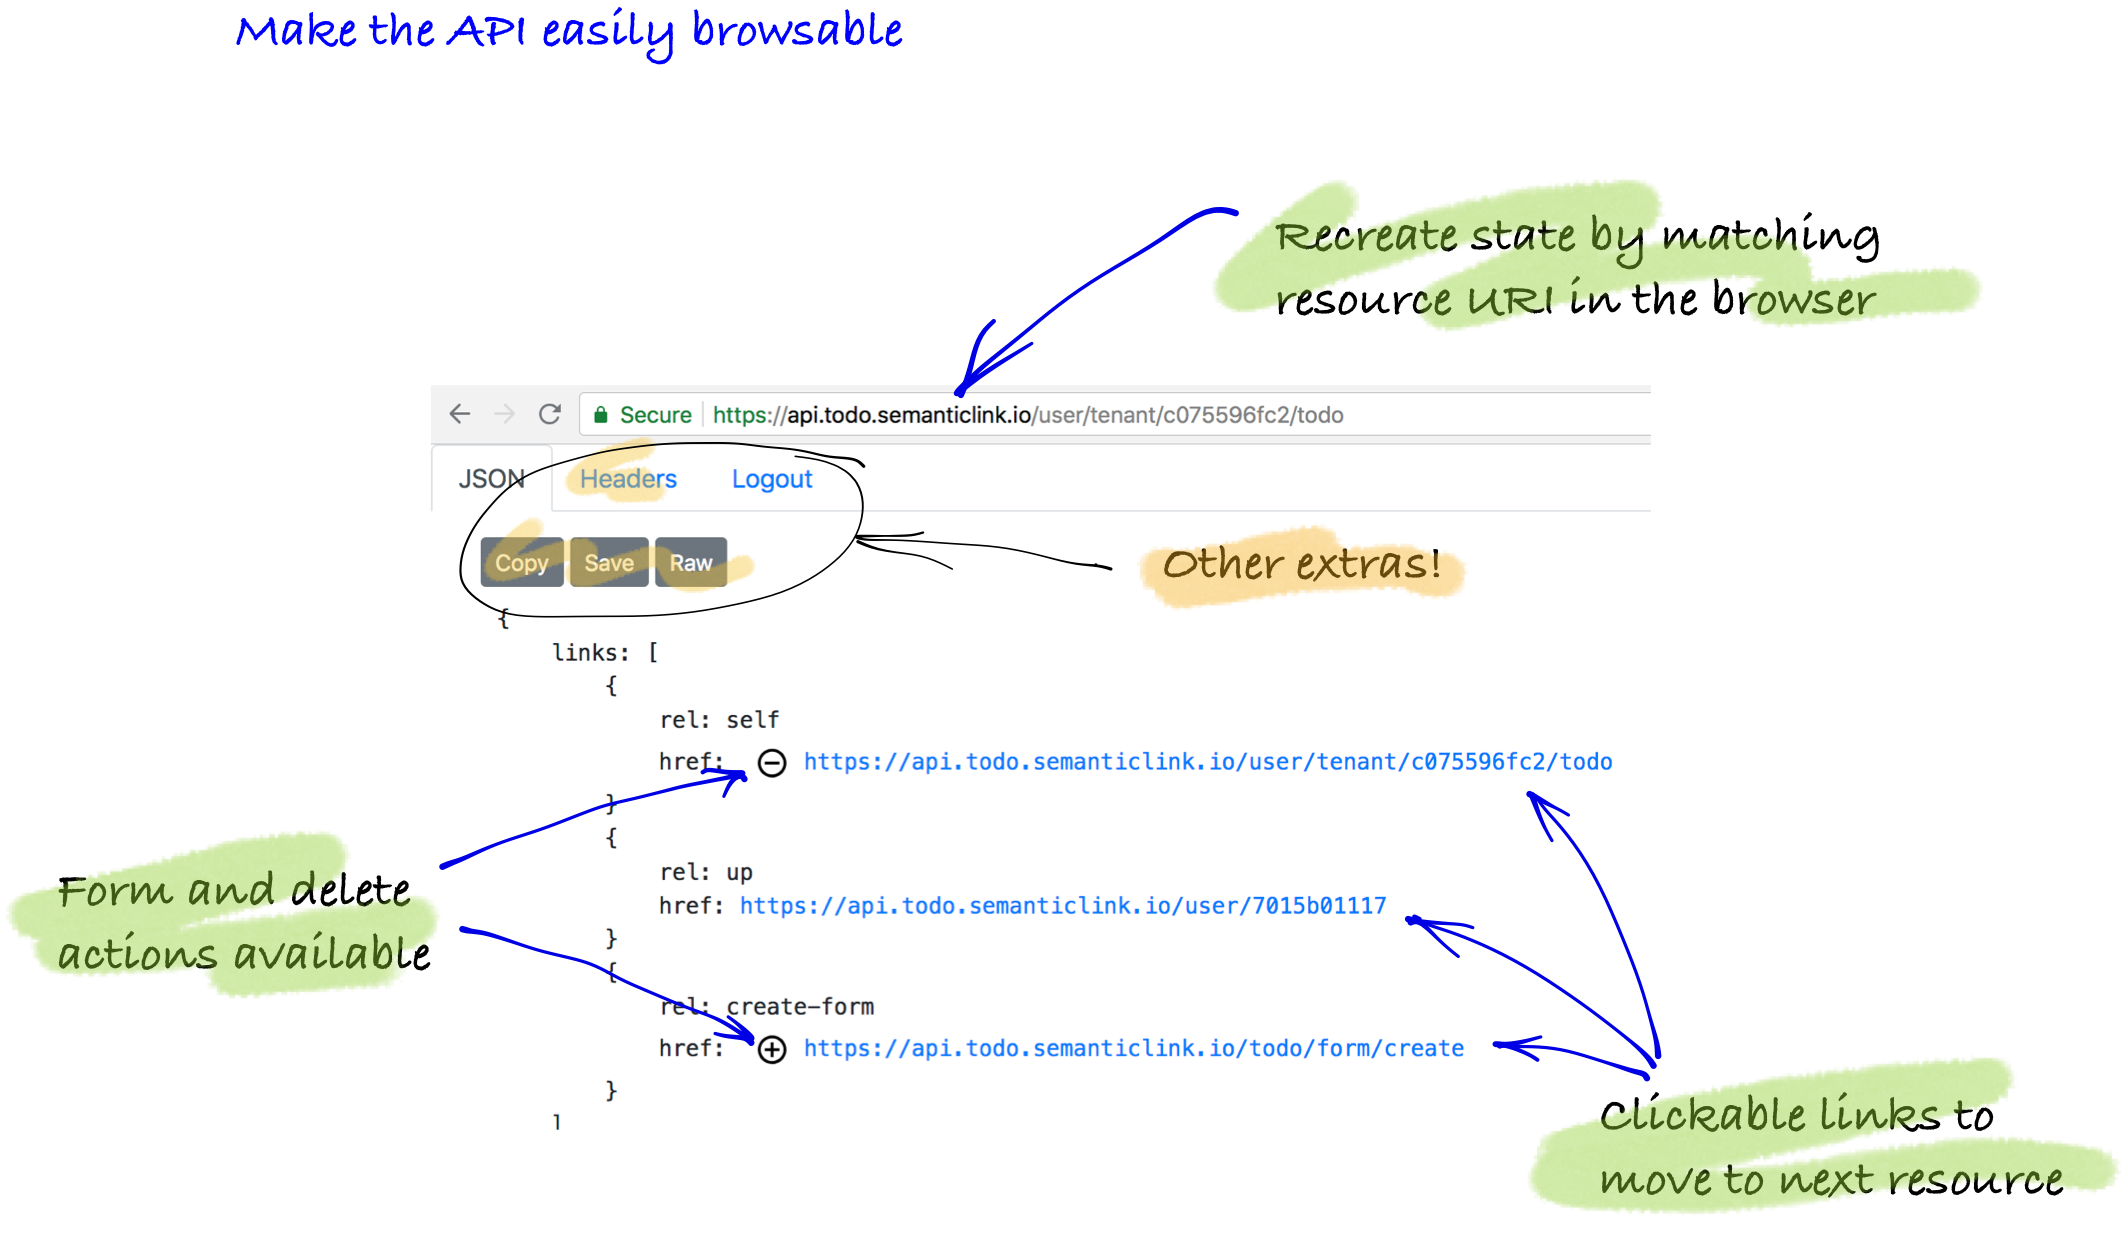 Make the API easily browsable
Recreate state by matching
resource URI in the browser
Secure https://api.todo.semanticlink.io/user/tenant/c075596fc2/todo
JSON Headers Logout
Copy Save Raw
Other extras!
{
links: [
{
rel: self
href: https://api.todo.semanticlink.io/user/tenant/c075596fc2/todo
}
{
rel: up
href: https://api.todo.semanticlink.io/user/7015b01117
}
{
rel: create-form
href: https://api.todo.semanticlink.io/todo/form/create
}
]
Form and delete
actions available
Clickable links to
move to next resource